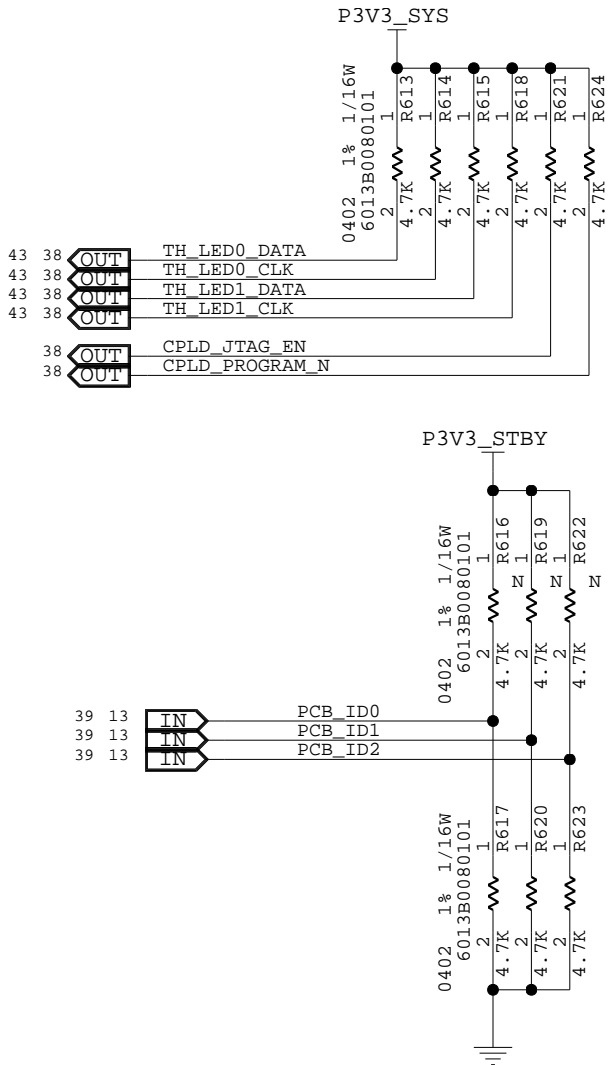 P3V3_SYS
0402 1% 1/16W
6013B0080101
1 R613
2 4.7K
1 R614
2 4.7K
1 R615
2 4.7K
1 R618
2 4.7K
1 R621
2 4.7K
1 R624
2 4.7K
43 38 OUT TH_LED0_DATA
43 38 OUT TH_LED0_CLK
43 38 OUT TH_LED1_DATA
43 38 OUT TH_LED1_CLK
38 OUT CPLD_JTAG_EN
38 OUT CPLD_PROGRAM_N
P3V3_STBY
0402 1% 1/16W
6013B0080101
1 R616
2 4.7K
N
1 R619
2 4.7K
N
1 R622
2 4.7K
N
39 13 IN PCB_ID0
39 13 IN PCB_ID1
39 13 IN PCB_ID2
0402 1% 1/16W
6013B0080101
1 R617
2 4.7K
1 R620
2 4.7K
1 R623
2 4.7K